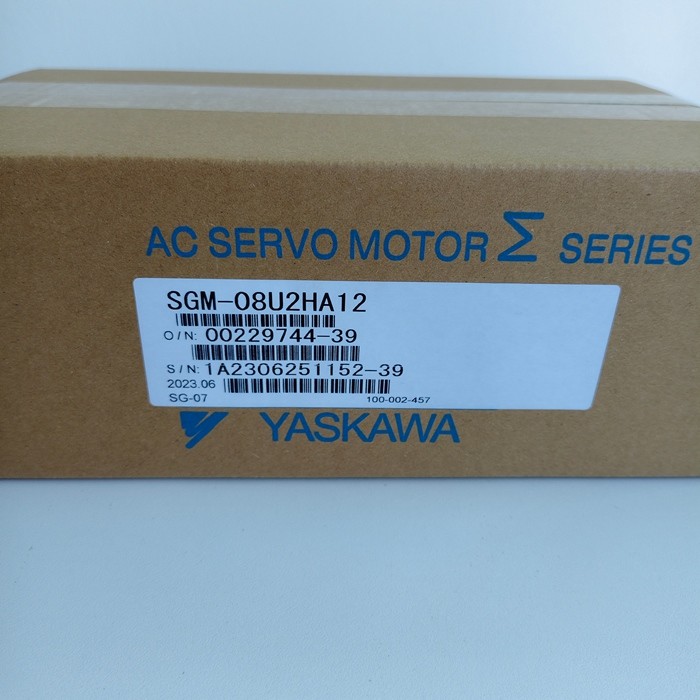 AC SERVO MOTOR Σ SERIES
SGM-08U2HA12
O/N: 00229744-39
S/N: 1A2306251152-39
2023.06
SG-07 100-002-457
YASKAWA